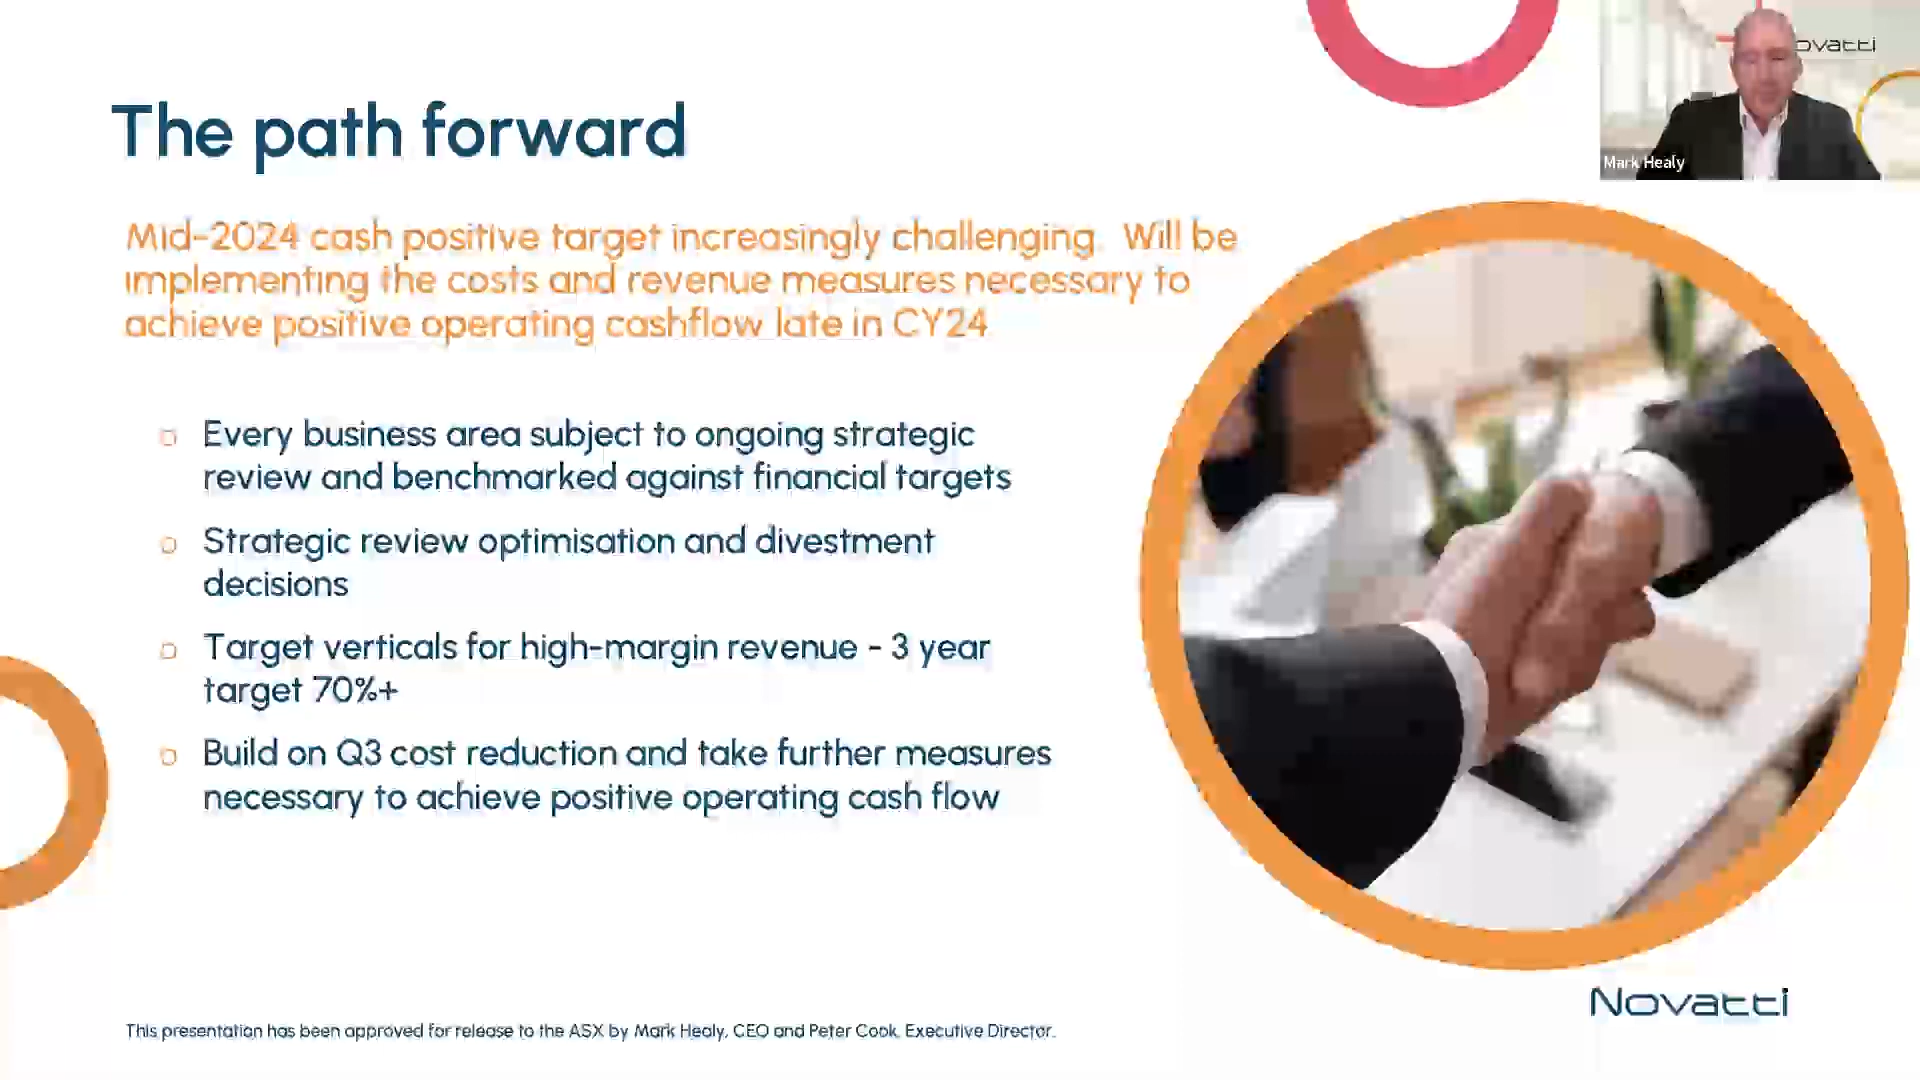 ovatti
Mark Healy
The path forward
Mid-2024 cash positive target increasingly challenging. Will be
implementing the costs and revenue measures necessary to
achieve positive operating cashflow late in CY24
Every business area subject to ongoing strategic
review and benchmarked against financial targets
Strategic review optimisation and divestment
decisions
Target verticals for high-margin revenue - 3 year
target 70%+
Build on Q3 cost reduction and take further measures
necessary to achieve positive operating cash flow
Novatti
This presentation has been approved for release to the ASX by Mark Healy, CEO and Peter Cook, Executive Director.